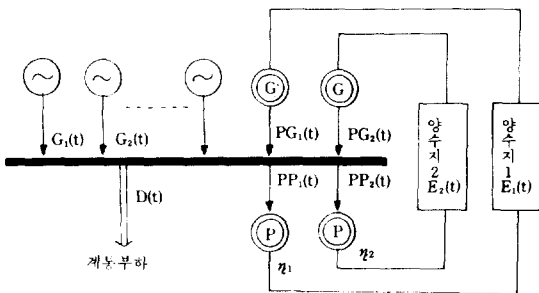 G
G
G₁(t)
G₂(t)
PG₁(t)
PG₂(t)
양수지 2 E₂(t)
양수지 1 E₁(t)
D(t)
PP₁(t)
PP₂(t)
P
P
η₁
η₂
계통부하